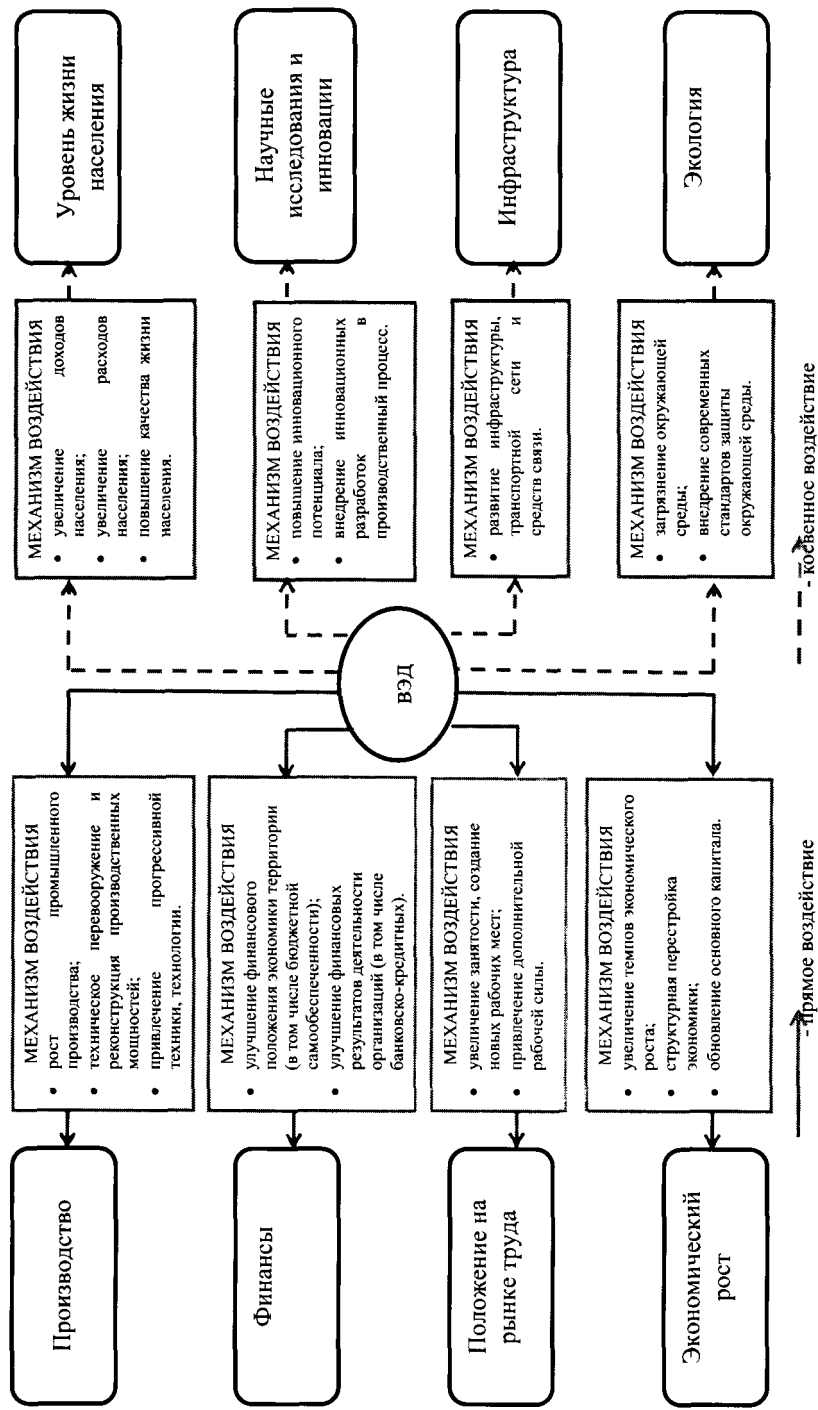 Производство
МЕХАНИЗМ ВОЗДЕЙСТВИЯ
• рост промышленного
производства;
• техническое перевооружение и
реконструкция производственных
мощностей;
• привлечение прогрессивной
техники, технологии.
МЕХАНИЗМ ВОЗДЕЙСТВИЯ
• увеличение доходов
населения;
• увеличение расходов
населения;
• повышение качества жизни
населения.
Уровень жизни
населения
Финансы
МЕХАНИЗМ ВОЗДЕЙСТВИЯ
• улучшение финансового
положения экономики территории
(в том числе бюджетной
самообеспеченности);
• улучшение финансовых
результатов деятельности
организаций (в том числе
банковско-кредитных).
МЕХАНИЗМ ВОЗДЕЙСТВИЯ
• повышение инновационного
потенциала;
• внедрение инновационных
разработок в
производственный процесс.
Научные
исследования и
инновации
ВЭД
Положение на
рынке труда
МЕХАНИЗМ ВОЗДЕЙСТВИЯ
• увеличение занятости, создание
новых рабочих мест;
• привлечение дополнительной
рабочей силы.
МЕХАНИЗМ ВОЗДЕЙСТВИЯ
• развитие инфраструктуры,
транспортной сети и
средств связи.
Инфраструктура
Экономический
рост
МЕХАНИЗМ ВОЗДЕЙСТВИЯ
• увеличение темпов экономического
роста;
• структурная перестройка
экономики;
• обновление основного капитала.
МЕХАНИЗМ ВОЗДЕЙСТВИЯ
• загрязнение окружающей
среды;
• внедрение современных
стандартов защиты
окружающей среды.
Экология
- прямое воздействие
- косвенное воздействие